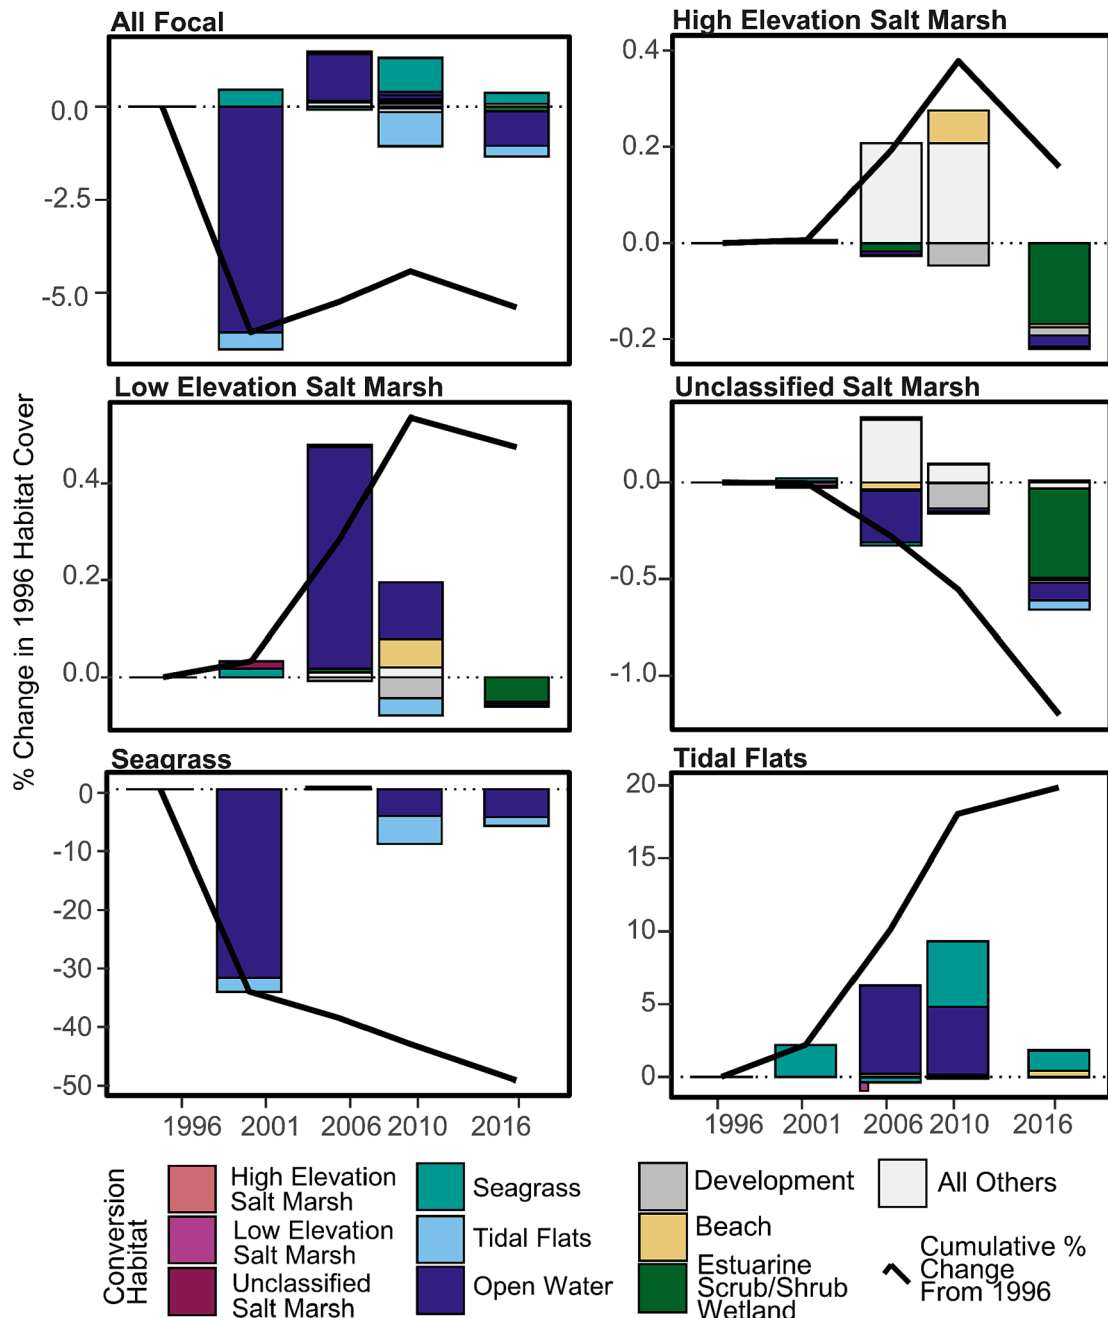 All Focal
High Elevation Salt Marsh
0.0
-2.5
-5.0
0.4
0.2
0.0
-0.2
Low Elevation Salt Marsh
Unclassified Salt Marsh
% Change in 1996 Habitat Cover
0.4
0.2
0.0
0.0
-0.5
-1.0
Seagrass
Tidal Flats
0
-10
-20
-30
-40
-50
20
15
10
5
0
1996 2001 2006 2010 2016
1996 2001 2006 2010 2016
Conversion
Habitat
High Elevation
Salt Marsh
Low Elevation
Salt Marsh
Unclassified
Salt Marsh
Seagrass
Tidal Flats
Open Water
Development
Beach
Estuarine
Scrub/Shrub
Wetland
All Others
Cumulative %
Change
From 1996